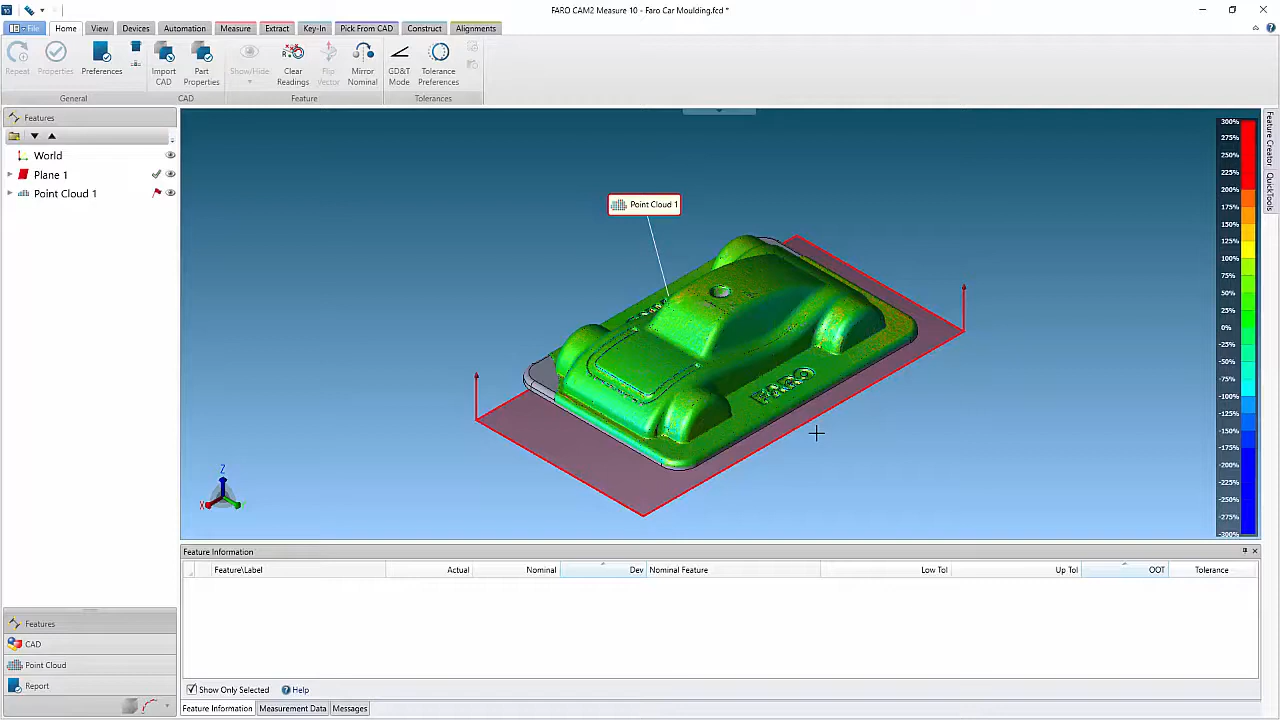 FARO CAM2 Measure 10 - Faro Car Moulding.fcd *
File Home View Devices Automation Measure Extract Key-In Pick From CAD Construct Alignments
Repeat Properties Preferences Import CAD Part Properties Show/Hide Clear Readings Flip Vector Mirror Nominal GD&T Mode Tolerance Preferences
General CAD Feature Tolerances
Features
World
Plane 1
Point Cloud 1
Point Cloud 1
FARO
Z
X
300%
275%
250%
225%
200%
175%
150%
125%
100%
75%
50%
25%
0%
-25%
-50%
-75%
-100%
-125%
-150%
-175%
-200%
-225%
-250%
-275%
-300%
Feature Creator
QuickTools
Feature Information
Feature\Label Actual Nominal Dev Nominal Feature Low Tol Up Tol OOT Tolerance
Features
CAD
Point Cloud
Report
Show Only Selected Help
Feature Information Measurement Data Messages